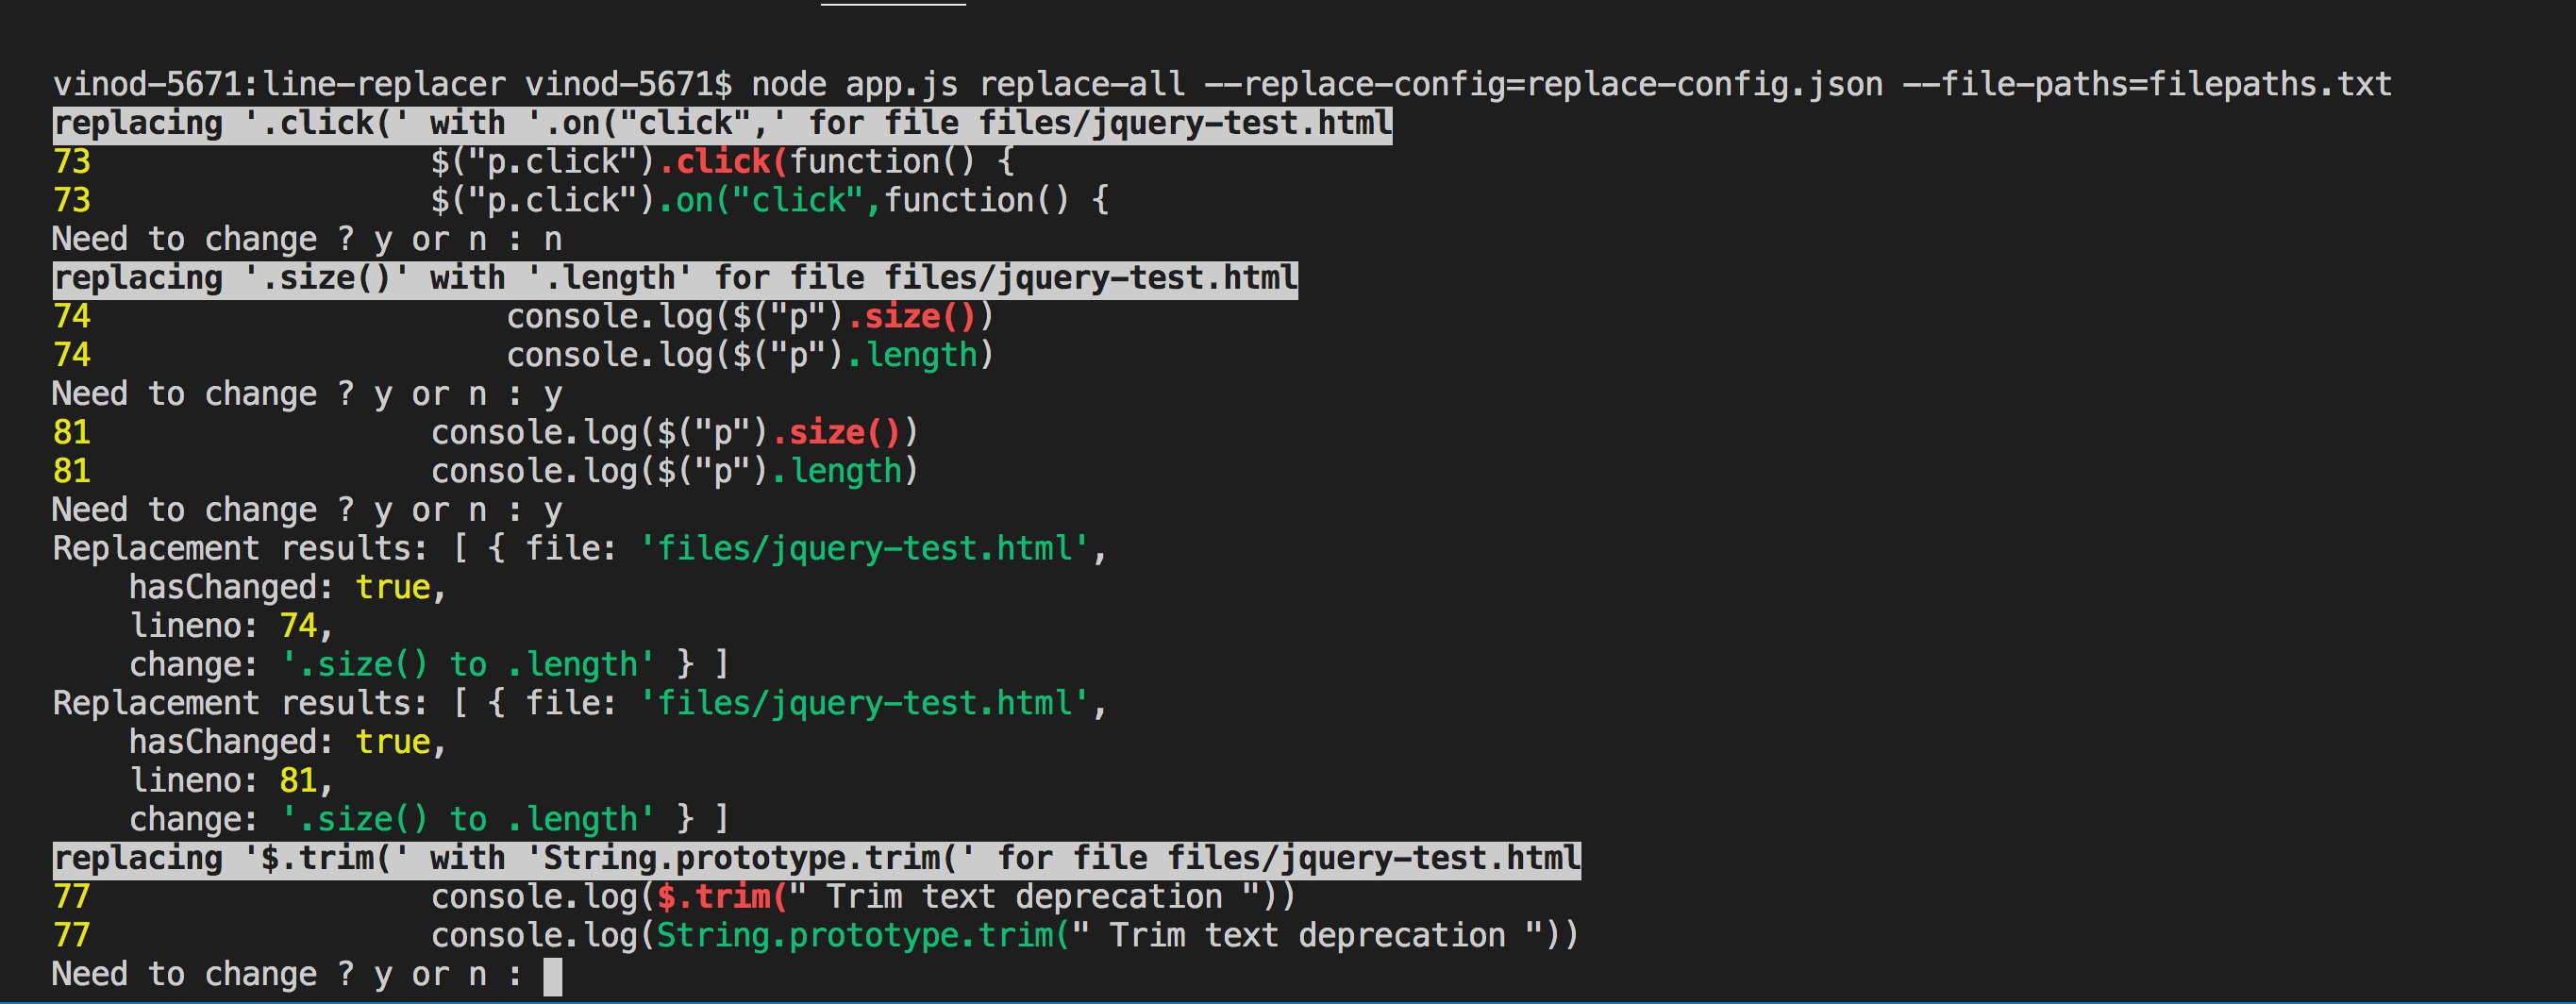 vinod-5671:line-replacer vinod-5671$ node app.js replace-all --replace-config=replace-config.json --file-paths=filepaths.txt
replacing '.click(' with '.on("click",' for file files/jquery-test.html
73                  $("p.click").click(function() {
73                  $("p.click").on("click",function() {
Need to change ? y or n : n
replacing '.size()' with '.length' for file files/jquery-test.html
74                      console.log($("p").size())
74                      console.log($("p").length)
Need to change ? y or n : y
81                  console.log($("p").size())
81                  console.log($("p").length)
Need to change ? y or n : y
Replacement results: [ { file: 'files/jquery-test.html',
    hasChanged: true,
    lineno: 74,
    change: '.size() to .length' } ]
Replacement results: [ { file: 'files/jquery-test.html',
    hasChanged: true,
    lineno: 81,
    change: '.size() to .length' } ]
replacing '$.trim(' with 'String.prototype.trim(' for file files/jquery-test.html
77                  console.log($.trim(" Trim text deprecation "))
77                  console.log(String.prototype.trim(" Trim text deprecation "))
Need to change ? y or n :